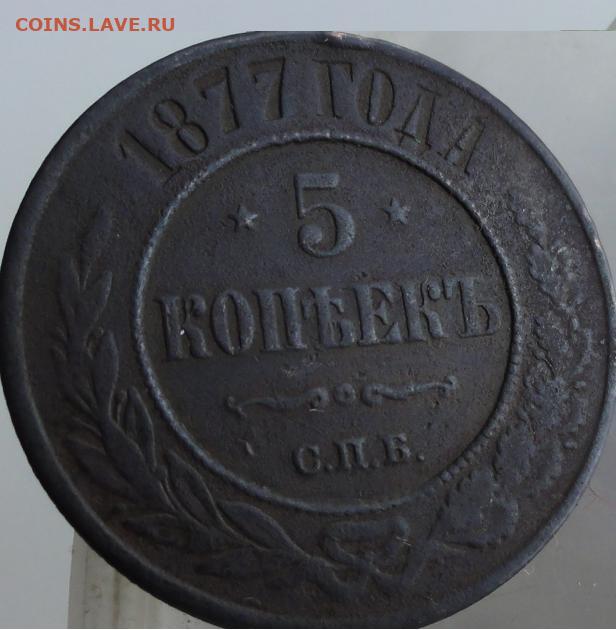 COINS.LAVE.RU
1877 ГОДА
5
КОПѢЕКЪ
С.П.Б.